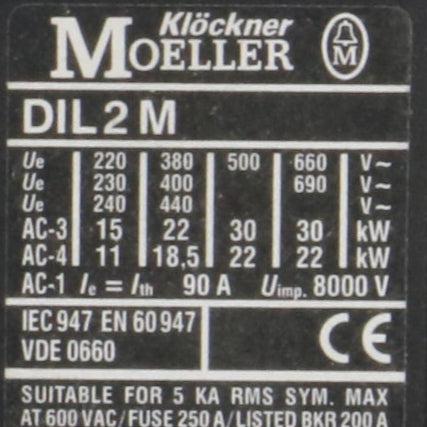 Klöckner
MOELLER
M
DIL 2 M
Ue 220 380 500 660 V~
Ue 230 400 690 V~
Ue 240 440 V~
AC-3 15 22 30 30 kW
AC-4 11 18,5 22 22 kW
AC-1 Ie = Ith 90 A Uimp. 8000 V
IEC 947 EN 60947
VDE 0660
CE
SUITABLE FOR 5 KA RMS SYM. MAX
AT 600 VAC/FUSE 250 A/LISTED BKR 200 A